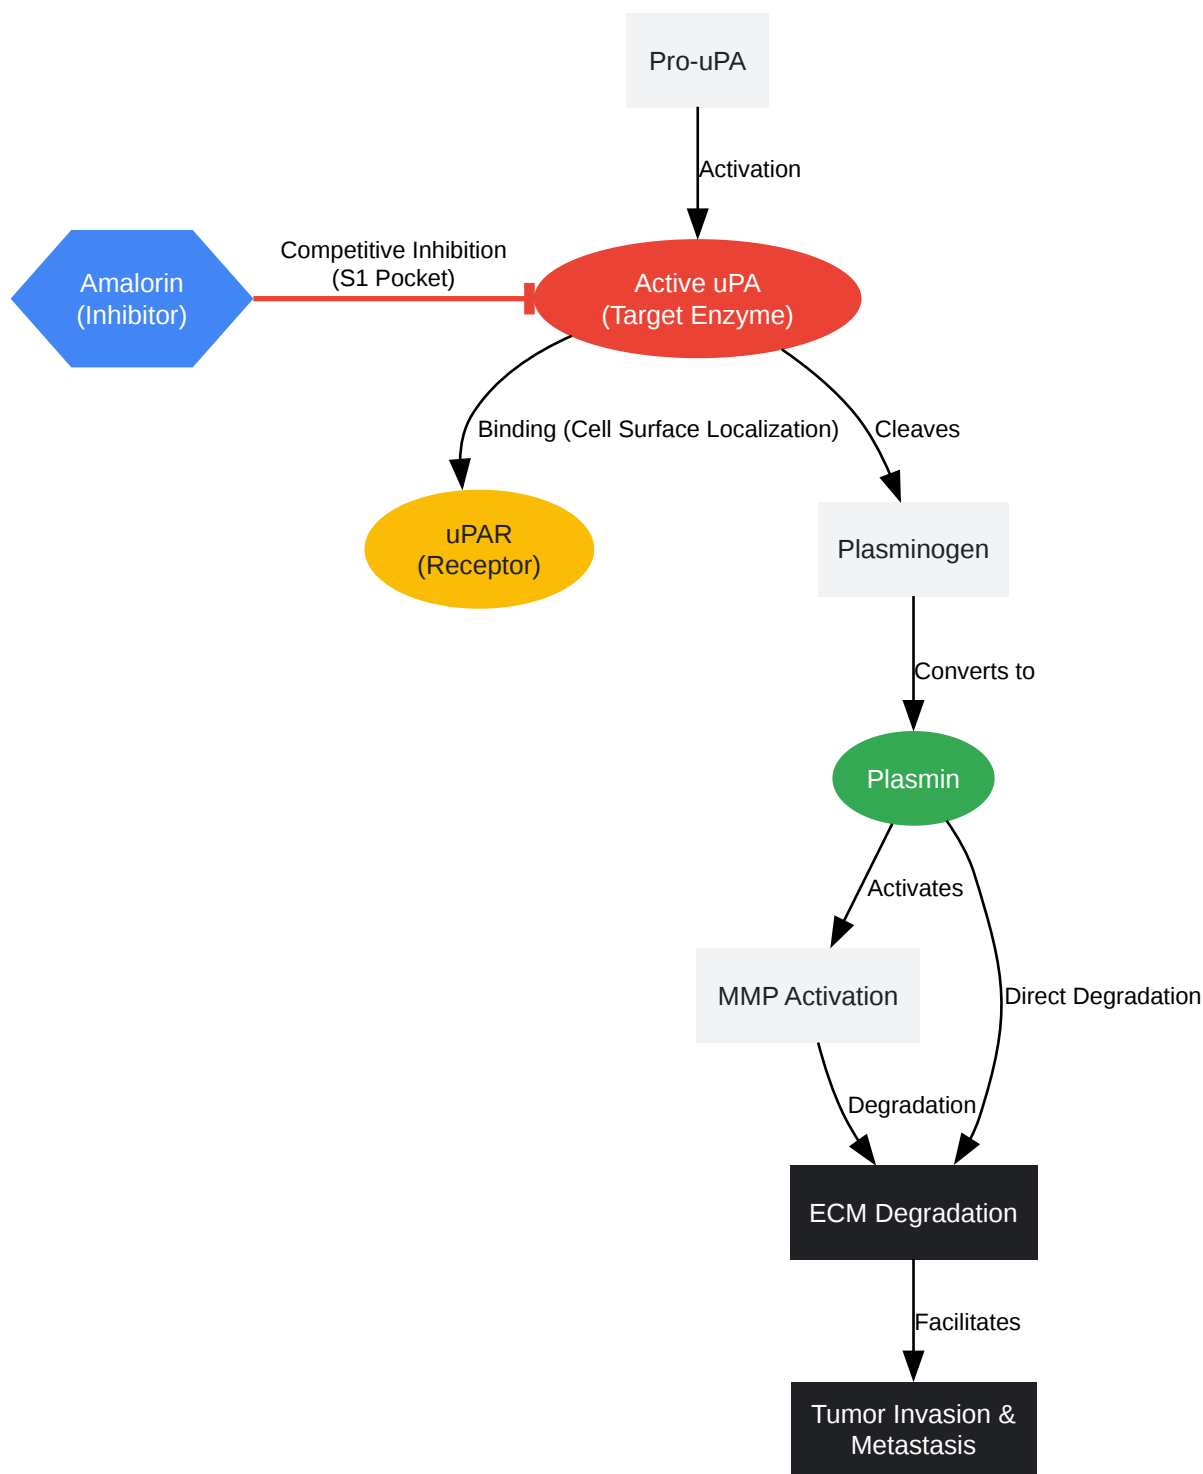 Pro-uPA
Activation
Competitive Inhibition
(S1 Pocket)
Amalorin
(Inhibitor)
Active uPA
(Target Enzyme)
Binding (Cell Surface Localization)
Cleaves
uPAR
(Receptor)
Plasminogen
Converts to
Plasmin
Activates
MMP Activation
Direct Degradation
Degradation
ECM Degradation
Facilitates
Tumor Invasion &
Metastasis